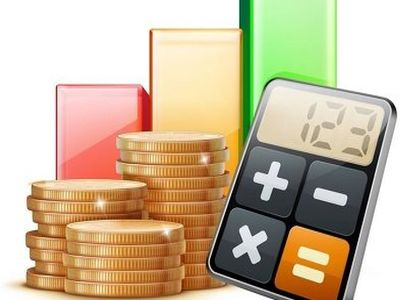 123
+ −
× =